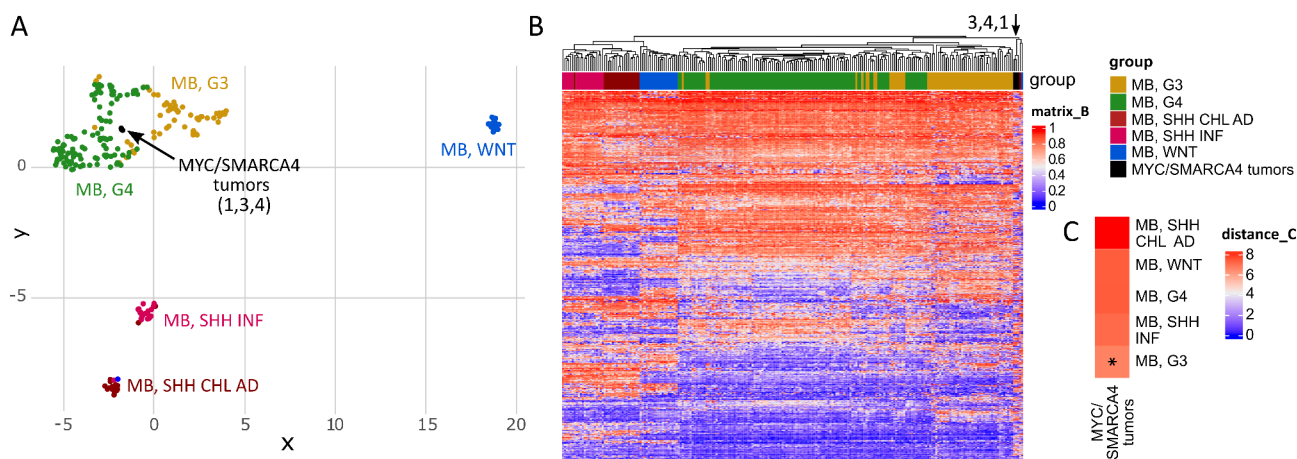 A
MB, G3
MB, WNT
MYC/SMARCA4
tumors
(1,3,4)
MB, G4
MB, SHH INF
MB, SHH CHL AD
0
-5
y
-5
0
5
10
15
20
x
B
3,4,1
group
matrix_B
1
0.8
0.6
0.4
0.2
0
group
MB, G3
MB, G4
MB, SHH CHL AD
MB, SHH INF
MB, WNT
MYC/SMARCA4 tumors
C
MB, SHH
CHL AD
MB, WNT
MB, G4
MB, SHH
INF
MB, G3
*
MYC/
SMARCA4
tumors
distance_C
8
6
4
2
0